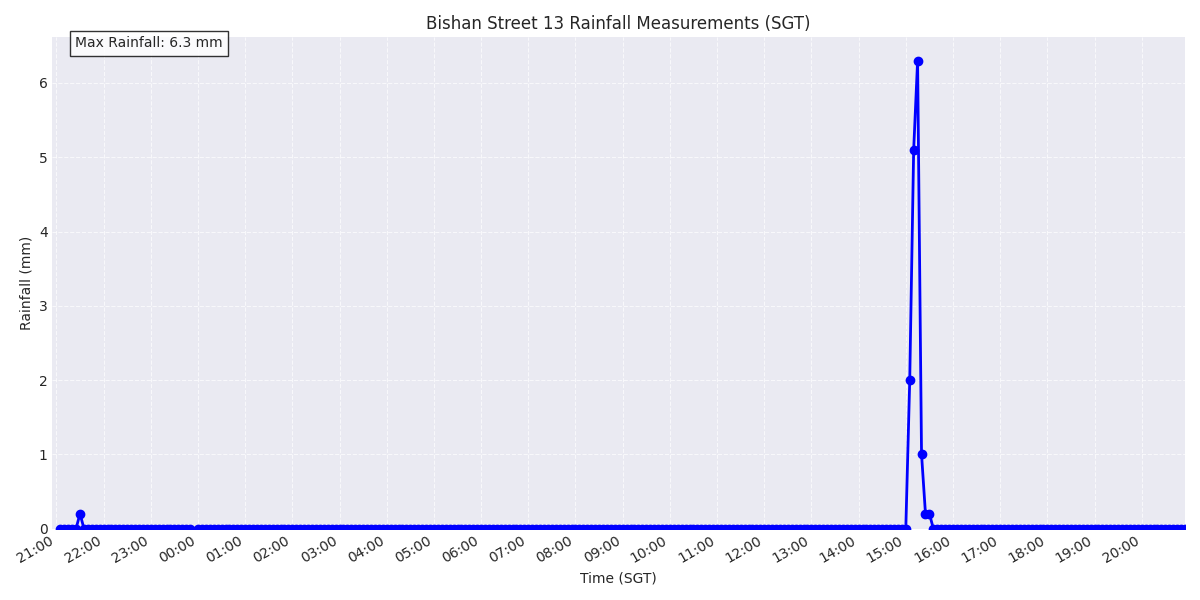 Bishan Street 13 Rainfall Measurements (SGT)
Max Rainfall: 6.3 mm
Rainfall (mm)
6
5
4
3
2
1
0
21:00 22:00 23:00 00:00 01:00 02:00 03:00 04:00 05:00 06:00 07:00 08:00 09:00 10:00 11:00 12:00 13:00 14:00 15:00 16:00 17:00 18:00 19:00 20:00
Time (SGT)